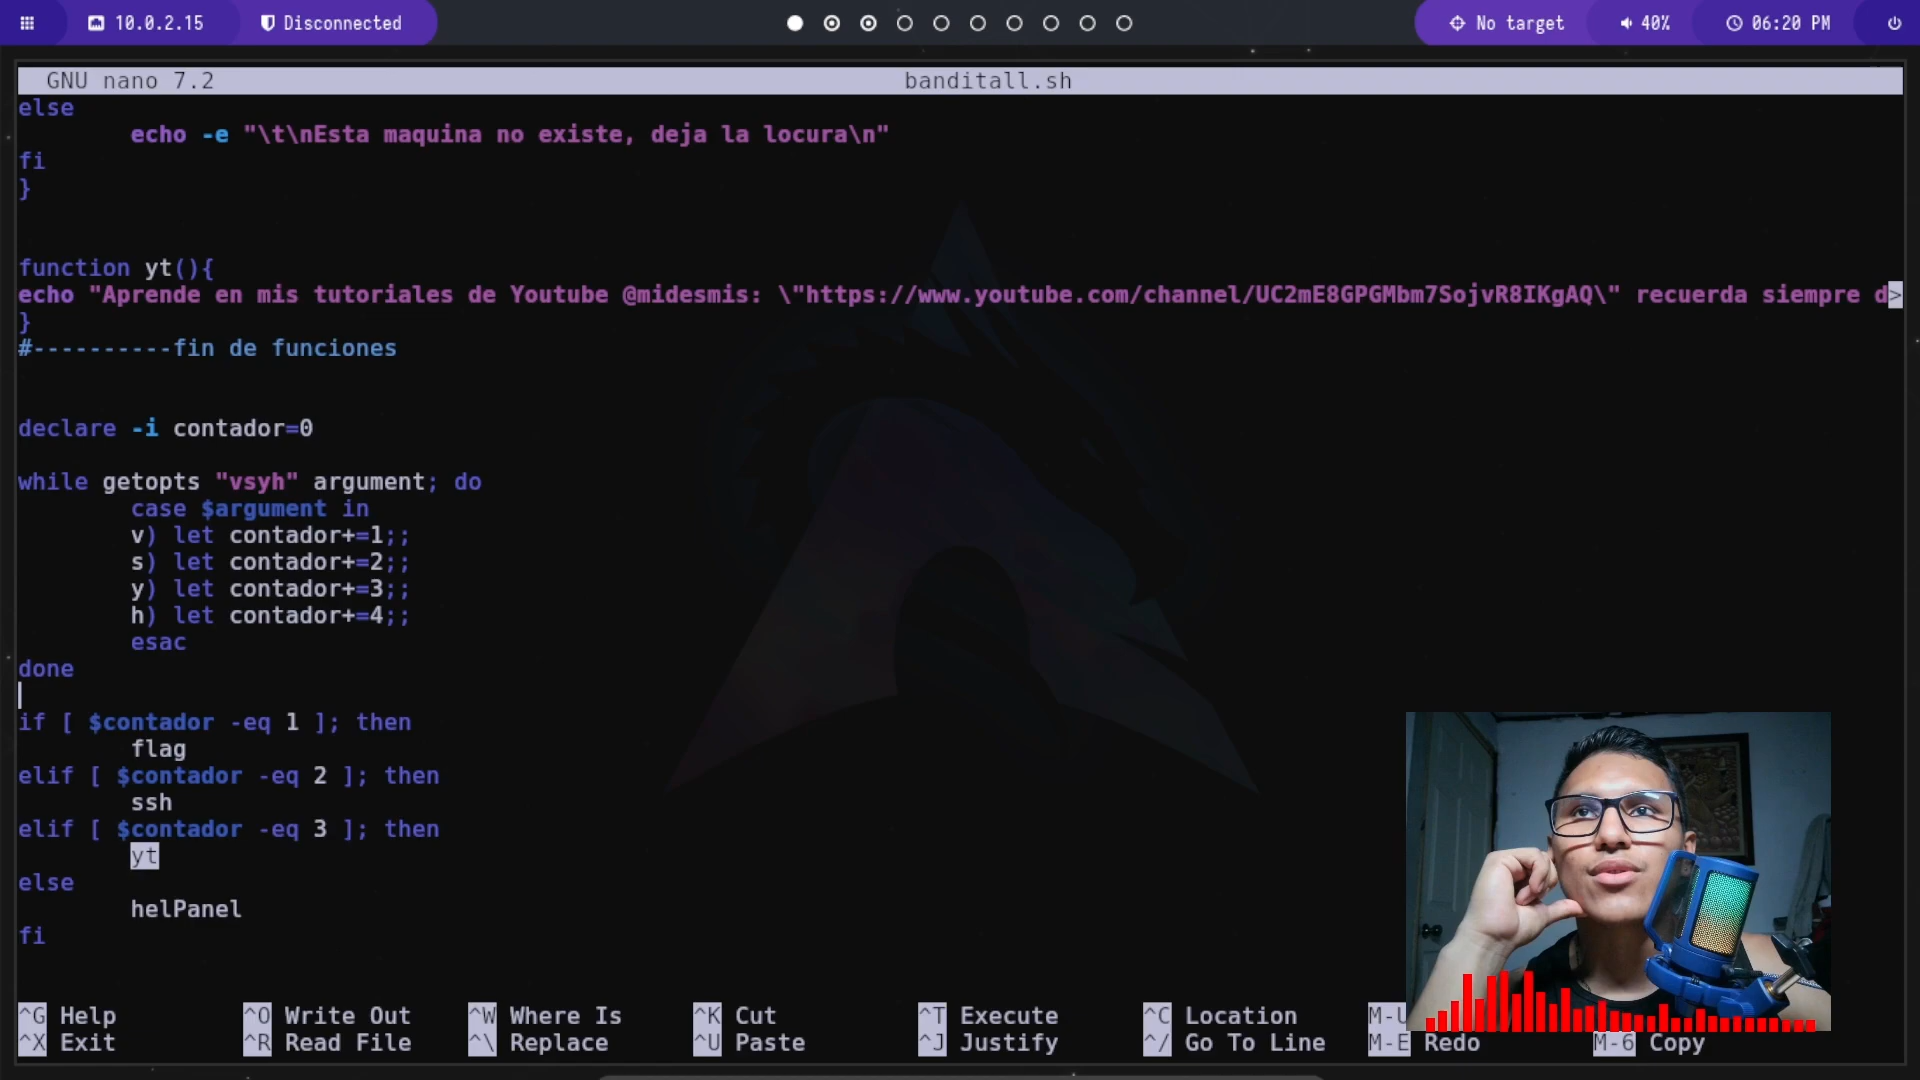 10.0.2.15 Disconnected No target 40% 06:20 PM
GNU nano 7.2 banditall.sh
else
echo -e "\t\nEsta maquina no existe, deja la locura\n"
fi
}
function yt(){
echo "Aprende en mis tutoriales de Youtube @midesmis: \"https://www.youtube.com/channel/UC2mE8GPGMbm7SojvR8IKgAQ\" recuerda siempre d>
}
#----------fin de funciones
declare -i contador=0
while getopts "vsyh" argument; do
case $argument in
v) let contador+=1;;
s) let contador+=2;;
y) let contador+=3;;
h) let contador+=4;;
esac
done
if [ $contador -eq 1 ]; then
flag
elif [ $contador -eq 2 ]; then
ssh
elif [ $contador -eq 3 ]; then
yt
else
helPanel
fi
^G Help ^O Write Out ^W Where Is ^K Cut ^T Execute ^C Location M-U
^X Exit ^R Read File ^\ Replace ^U Paste ^J Justify ^/ Go To Line M-E Redo M-6 Copy